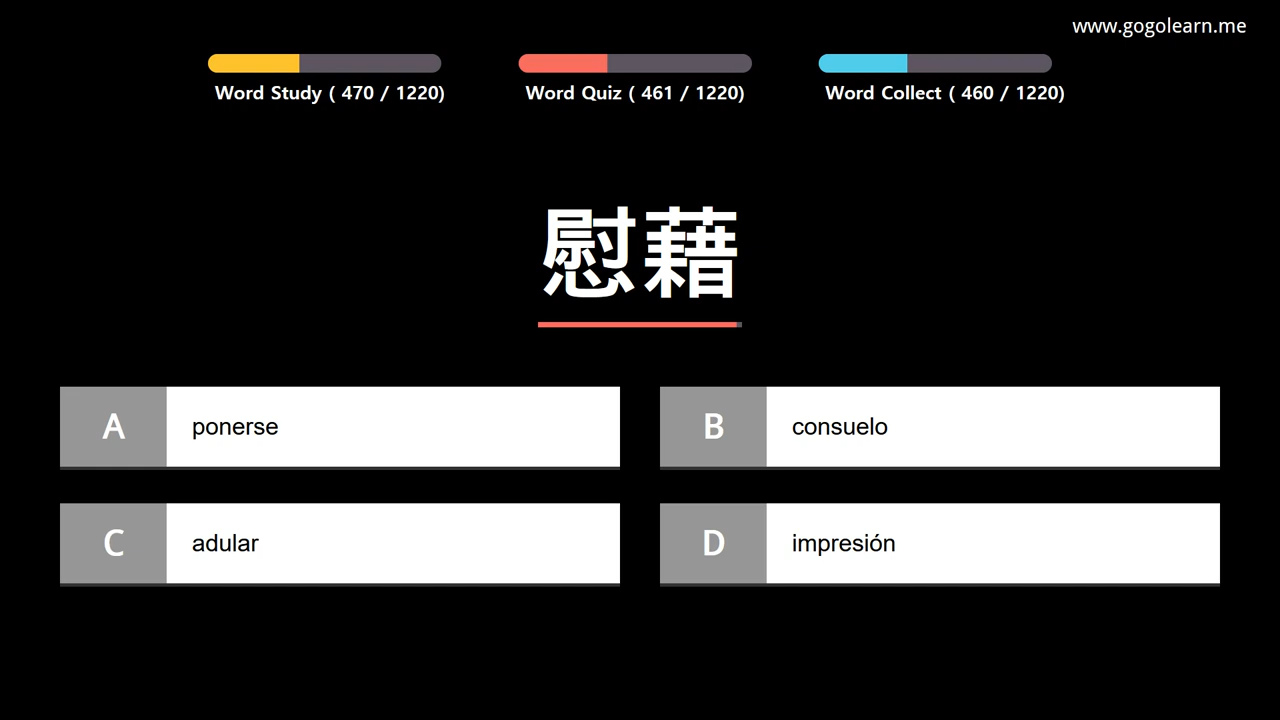 www.gogolearn.me
Word Study ( 470 / 1220)
Word Quiz ( 461 / 1220)
Word Collect ( 460 / 1220)
慰藉
A ponerse
B consuelo
C adular
D impresión